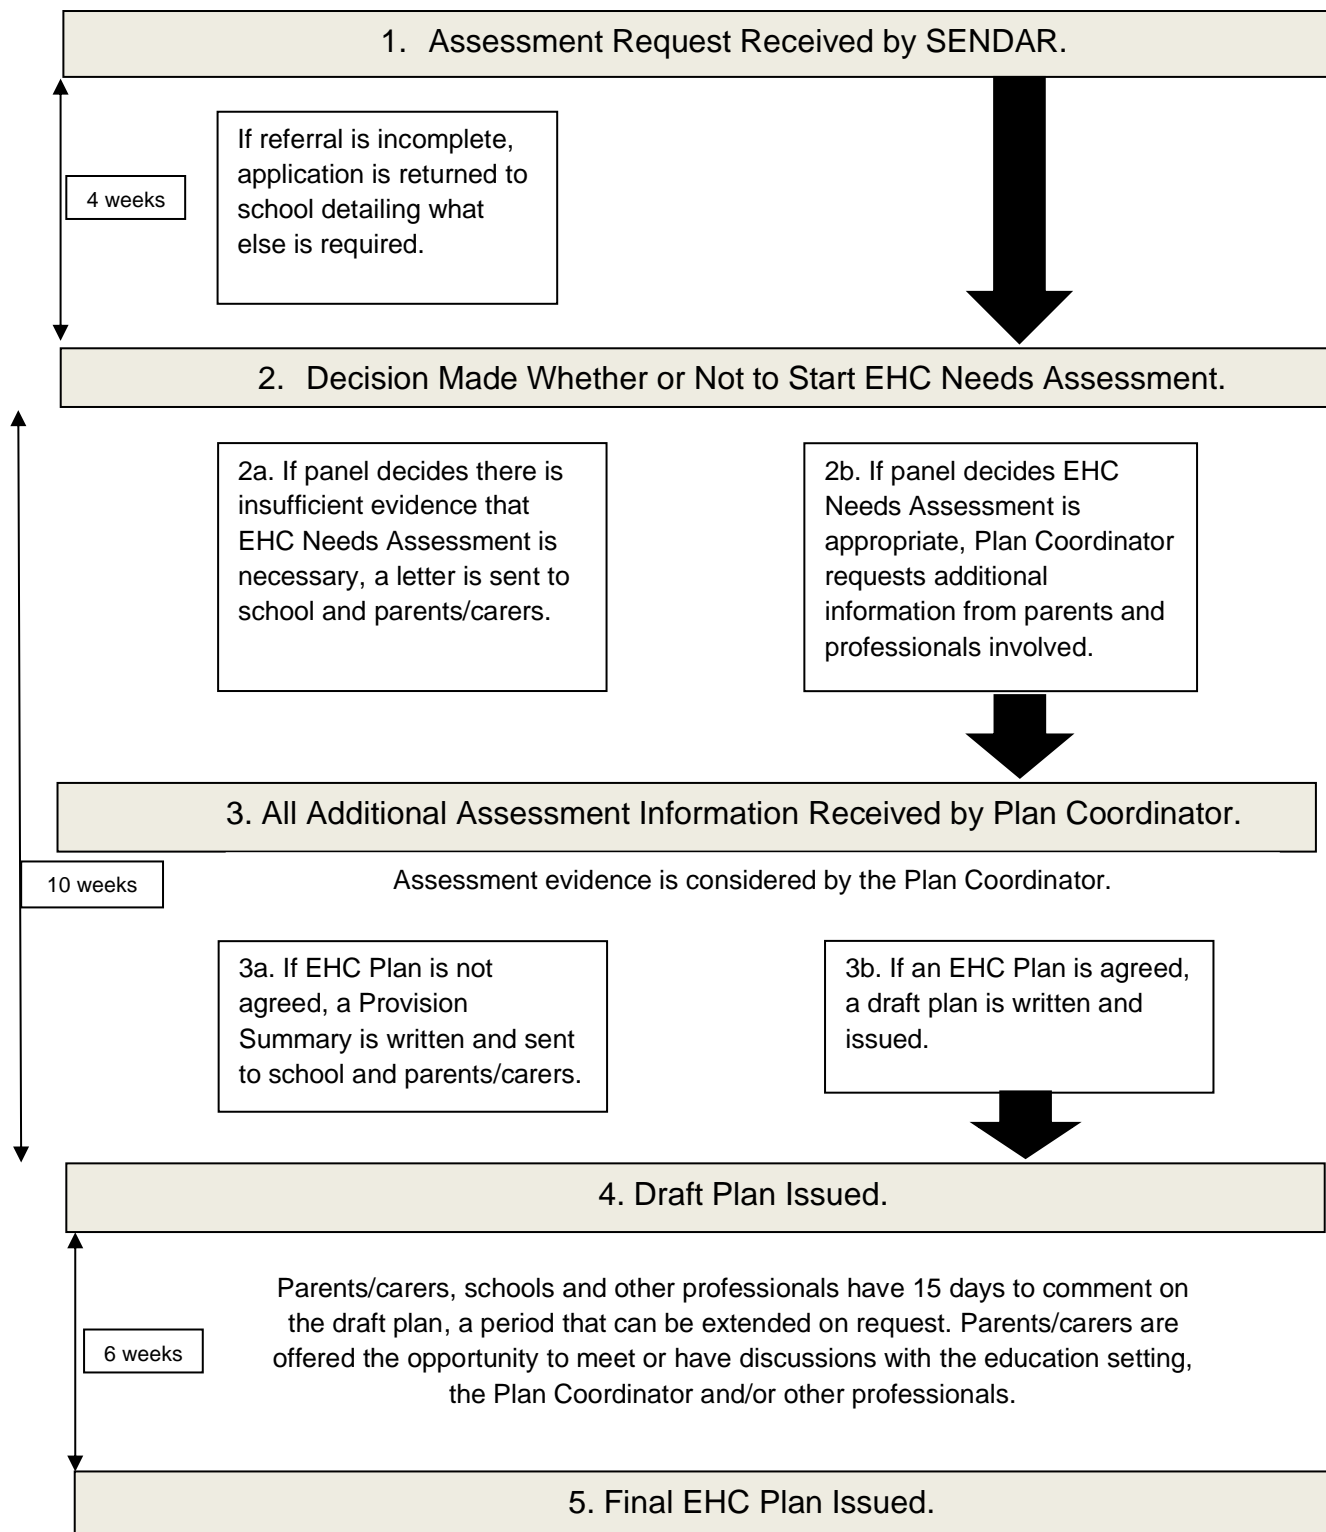 1. Assessment Request Received by SENDAR.
If referral is incomplete,
application is returned to
school detailing what
else is required.
4 weeks
2. Decision Made Whether or Not to Start EHC Needs Assessment.
2a. If panel decides there is
insufficient evidence that
EHC Needs Assessment is
necessary, a letter is sent to
school and parents/carers.
2b. If panel decides EHC
Needs Assessment is
appropriate, Plan Coordinator
requests additional
information from parents and
professionals involved.
3. All Additional Assessment Information Received by Plan Coordinator.
10 weeks
Assessment evidence is considered by the Plan Coordinator.
3a. If EHC Plan is not
agreed, a Provision
Summary is written and sent
to school and parents/carers.
3b. If an EHC Plan is agreed,
a draft plan is written and
issued.
4. Draft Plan Issued.
Parents/carers, schools and other professionals have 15 days to comment on
the draft plan, a period that can be extended on request. Parents/carers are
offered the opportunity to meet or have discussions with the education setting,
the Plan Coordinator and/or other professionals.
6 weeks
5. Final EHC Plan Issued.